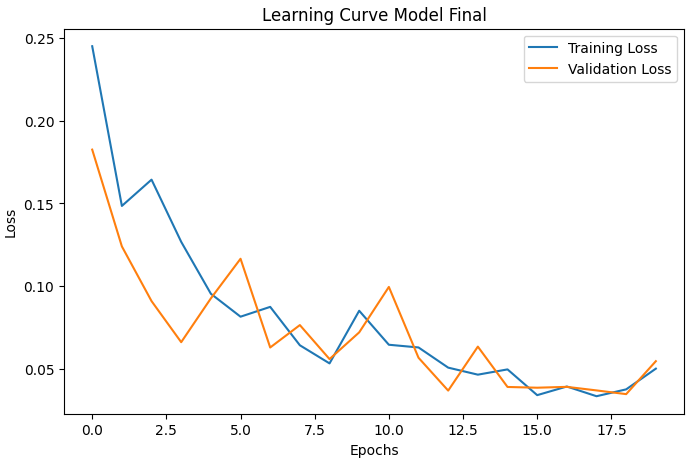 Learning Curve Model Final
0.25
0.20
0.15
0.10
0.05
Loss
Training Loss
Validation Loss
0.0 2.5 5.0 7.5 10.0 12.5 15.0 17.5
Epochs